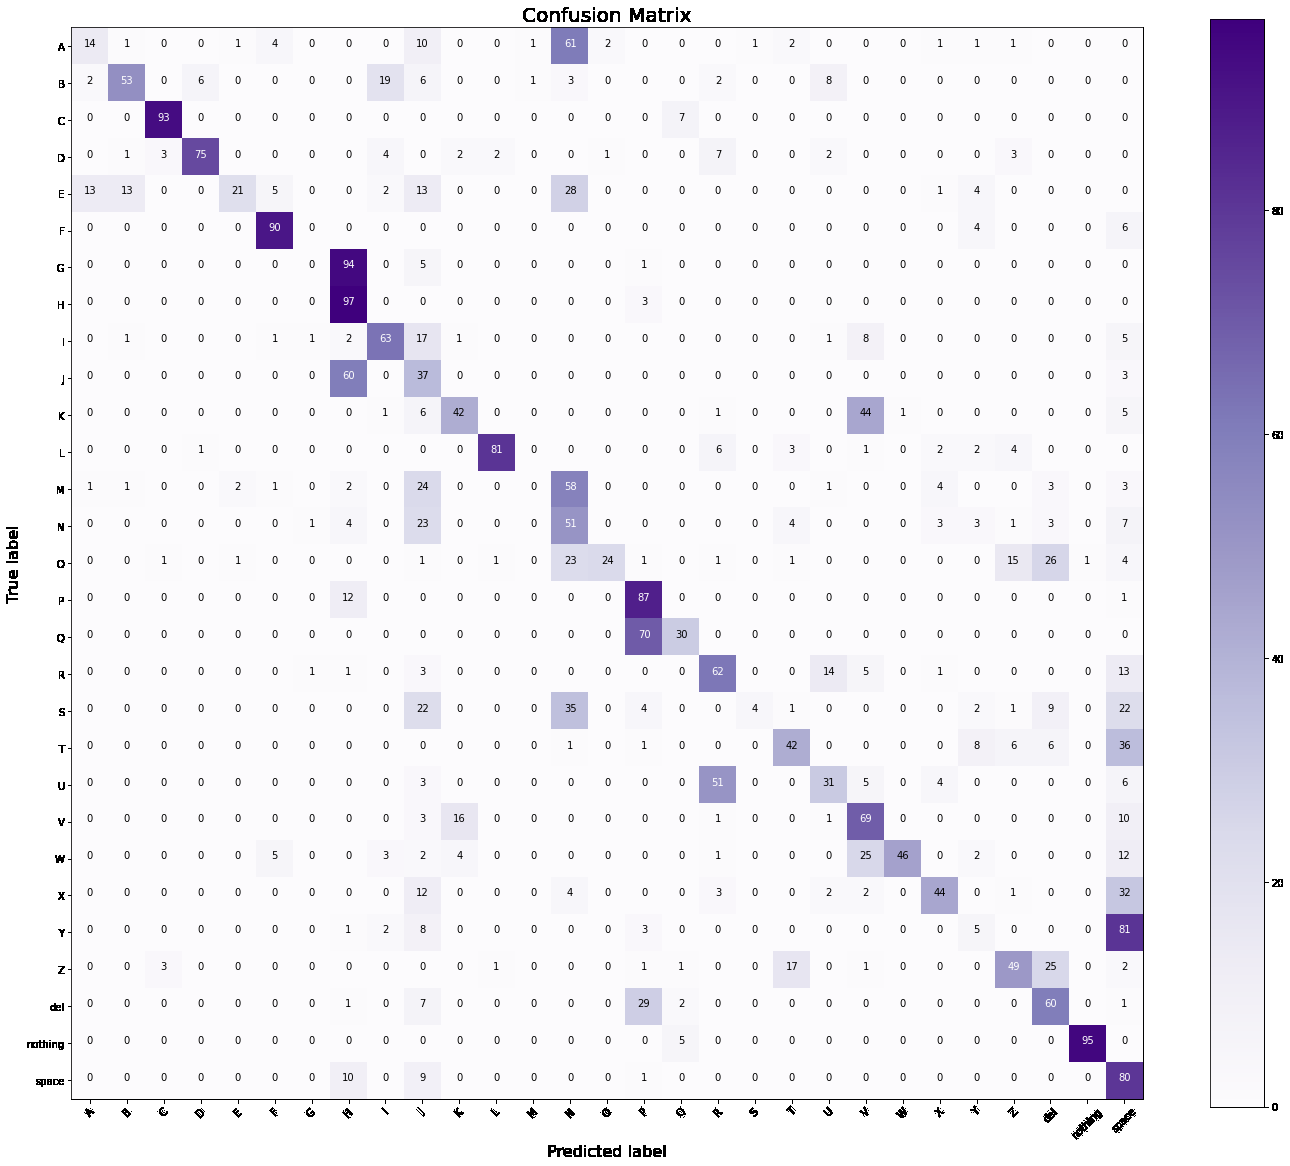 Confusion Matrix
A 14 1 0 0 1 4 0 0 0 10 0 0 1 61 2 0 0 0 1 2 0 0 0 1 1 1 0 0 0
B 2 53 0 6 0 0 0 0 19 6 0 0 1 3 0 0 0 2 0 0 8 0 0 0 0 0 0 0 0
C 0 0 93 0 0 0 0 0 0 0 0 0 0 0 0 0 7 0 0 0 0 0 0 0 0 0 0 0 0
D 0 1 3 75 0 0 0 0 4 0 2 2 0 0 1 0 0 7 0 0 2 0 0 0 0 3 0 0 0
80
E 13 13 0 0 21 5 0 0 2 13 0 0 0 28 0 0 0 0 0 0 0 0 0 1 4 0 0 0 0
F 0 0 0 0 0 90 0 0 0 0 0 0 0 0 0 0 0 0 0 0 0 0 0 0 4 0 0 0 6
G 0 0 0 0 0 0 0 94 0 5 0 0 0 0 0 1 0 0 0 0 0 0 0 0 0 0 0 0 0
H 0 0 0 0 0 0 0 97 0 0 0 0 0 0 0 3 0 0 0 0 0 0 0 0 0 0 0 0 0
I 0 1 0 0 0 1 1 2 63 17 1 0 0 0 0 0 0 0 0 0 1 8 0 0 0 0 0 0 5
J 0 0 0 0 0 0 0 60 0 37 0 0 0 0 0 0 0 0 0 0 0 0 0 0 0 0 0 0 3
K 0 0 0 0 0 0 0 0 1 6 42 0 0 0 0 0 0 1 0 0 0 44 1 0 0 0 0 0 5
60
L 0 0 0 1 0 0 0 0 0 0 0 81 0 0 0 0 0 6 0 3 0 1 0 2 2 4 0 0 0
M 1 1 0 0 2 1 0 2 0 24 0 0 0 58 0 0 0 0 0 0 1 0 0 4 0 0 3 0 3
N 0 0 0 0 0 0 1 4 0 23 0 0 0 51 0 0 0 0 0 4 0 0 0 3 3 1 3 0 7
O 0 0 1 0 1 0 0 0 0 1 0 1 0 23 24 1 0 1 0 1 0 0 0 0 0 15 26 1 4
P 0 0 0 0 0 0 0 12 0 0 0 0 0 0 0 87 0 0 0 0 0 0 0 0 0 0 0 0 1
Q 0 0 0 0 0 0 0 0 0 0 0 0 0 0 0 70 30 0 0 0 0 0 0 0 0 0 0 0 0
40
R 0 0 0 0 0 0 1 1 0 3 0 0 0 0 0 0 0 62 0 0 14 5 0 1 0 0 0 0 13
S 0 0 0 0 0 0 0 0 0 22 0 0 0 35 0 4 0 0 4 1 0 0 0 0 2 1 9 0 22
T 0 0 0 0 0 0 0 0 0 0 0 0 0 1 0 1 0 0 0 42 0 0 0 0 8 6 6 0 36
U 0 0 0 0 0 0 0 0 0 3 0 0 0 0 0 0 0 51 0 0 31 5 0 4 0 0 0 0 6
V 0 0 0 0 0 0 0 0 0 3 16 0 0 0 0 0 0 1 0 0 1 69 0 0 0 0 0 0 10
W 0 0 0 0 0 5 0 0 3 2 4 0 0 0 0 0 0 1 0 0 0 25 46 0 2 0 0 0 12
20
X 0 0 0 0 0 0 0 0 0 12 0 0 0 4 0 0 0 3 0 0 2 2 0 44 0 1 0 0 32
Y 0 0 0 0 0 0 0 1 2 8 0 0 0 0 0 3 0 0 0 0 0 0 0 0 5 0 0 0 81
Z 0 0 3 0 0 0 0 0 0 0 0 1 0 0 0 1 1 0 0 17 0 1 0 0 0 49 25 0 2
del 0 0 0 0 0 0 0 1 0 7 0 0 0 0 0 29 2 0 0 0 0 0 0 0 0 0 60 0 1
nothing 0 0 0 0 0 0 0 0 0 0 0 0 0 0 0 0 5 0 0 0 0 0 0 0 0 0 0 95 0
space 0 0 0 0 0 0 0 10 0 9 0 0 0 0 0 1 0 0 0 0 0 0 0 0 0 0 0 0 80
0
A B C D E F G H I J K L M N O P Q R S T U V W X Y Z del nothing space
True label
Predicted label